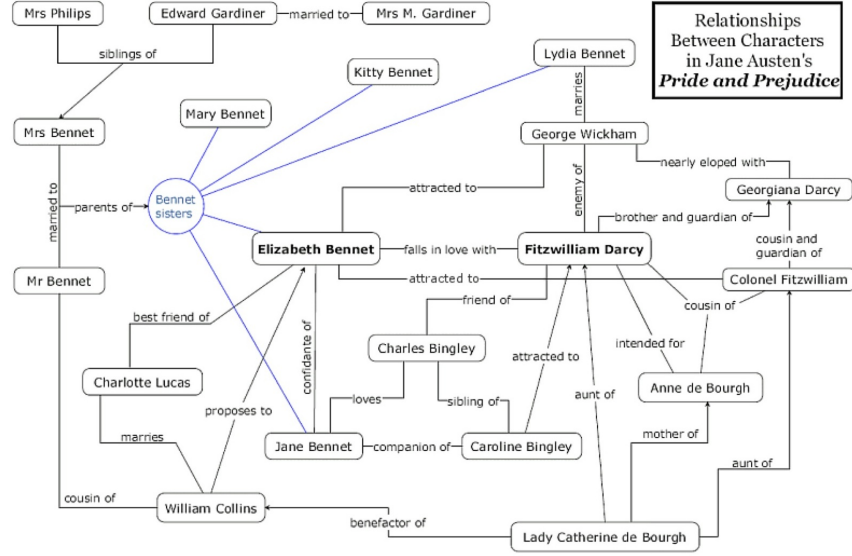 Mrs Philips
Edward Gardiner
married to
Mrs M. Gardiner
Relationships
Between Characters
in Jane Austen's
Pride and Prejudice
siblings of
Lydia Bennet
Kitty Bennet
marries
Mary Bennet
Mrs Bennet
George Wickham
nearly eloped with
married to
parents of
Bennet
sisters
attracted to
enemy of
Georgiana Darcy
brother and guardian of
Elizabeth Bennet
falls in love with
Fitzwilliam Darcy
cousin and
guardian of
Mr Bennet
attracted to
Colonel Fitzwilliam
friend of
cousin of
best friend of
confidante of
Charles Bingley
attracted to
intended for
Charlotte Lucas
Anne de Bourgh
proposes to
loves
sibling of
aunt of
marries
Jane Bennet
companion of
Caroline Bingley
mother of
aunt of
cousin of
William Collins
benefactor of
Lady Catherine de Bourgh